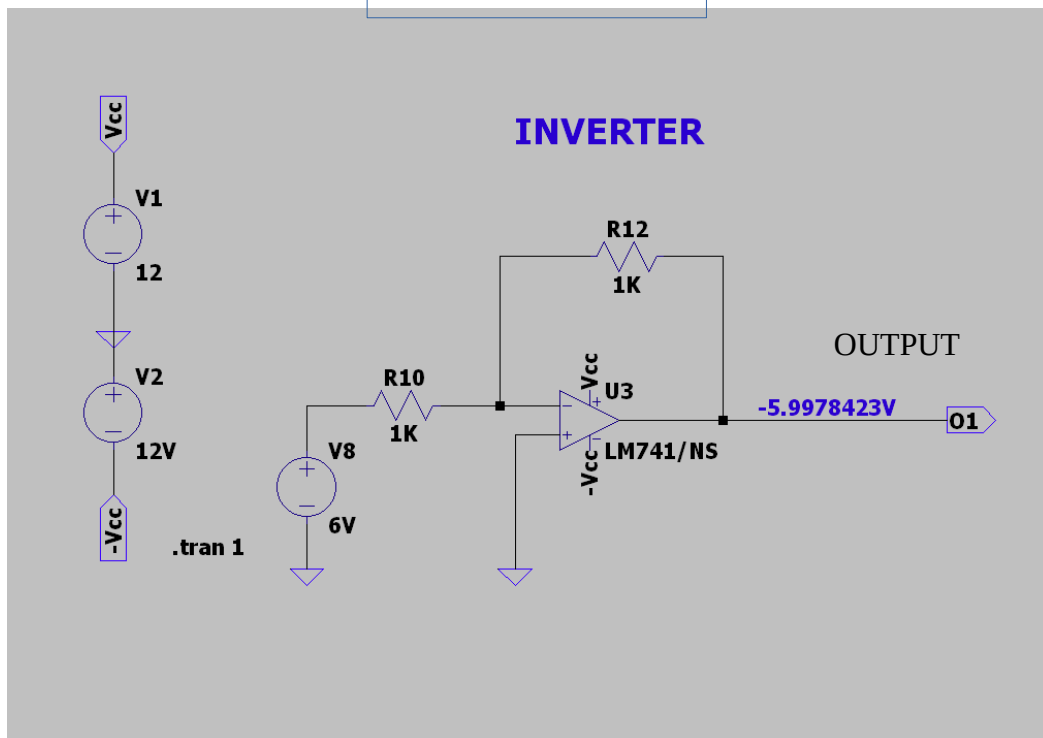 INVERTER
Vcc
V1
12
V2
12V
-Vcc
.tran 1
R12
1K
R10
1K
V8
6V
Vcc
U3
LM741/NS
-Vcc
OUTPUT
-5.9978423V
O1